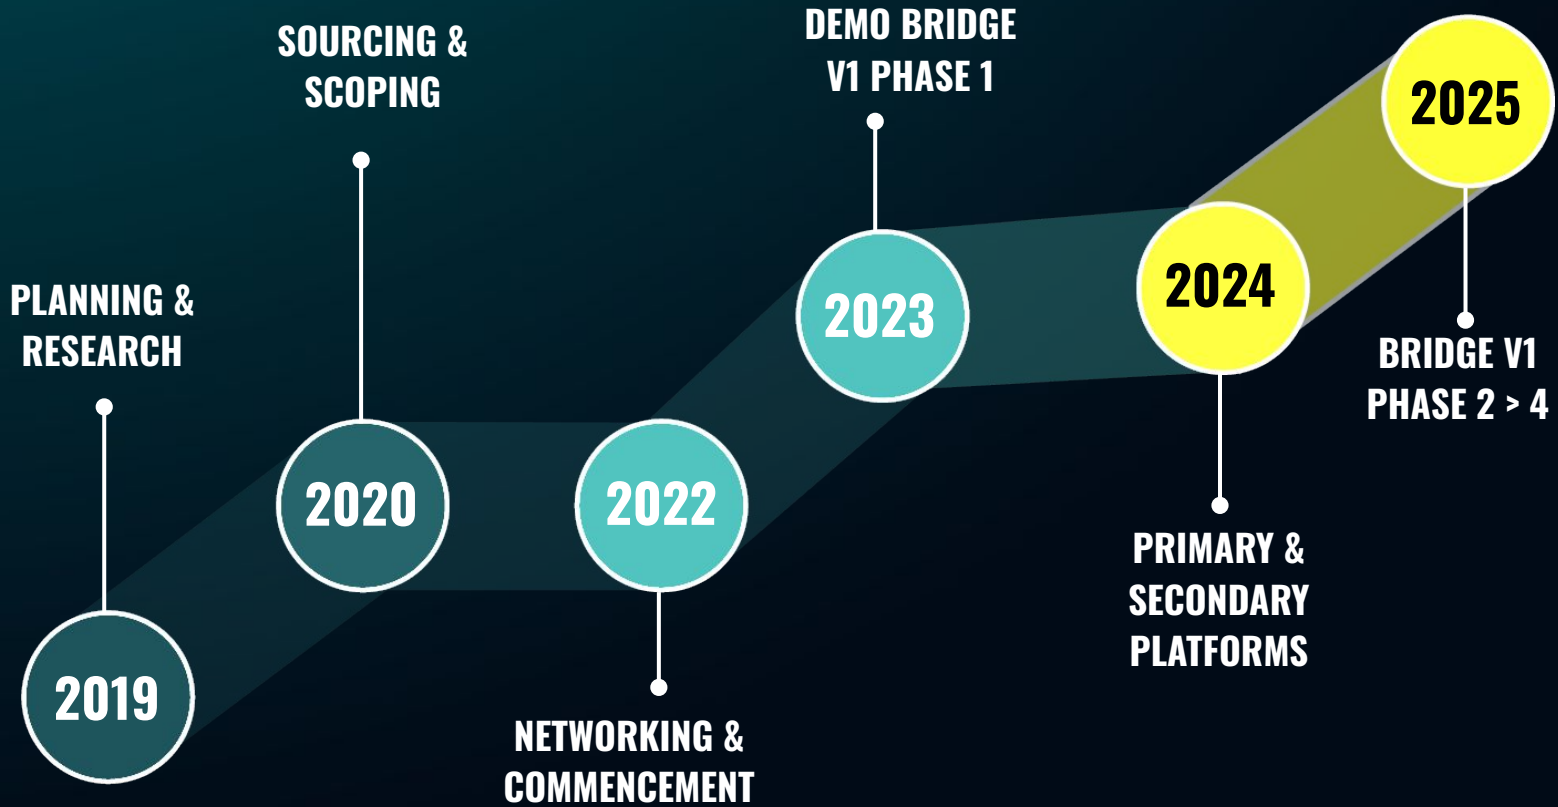 PLANNING &
RESEARCH
2019
SOURCING &
SCOPING
2020
2022
NETWORKING &
COMMENCEMENT
DEMO BRIDGE
V1 PHASE 1
2023
2024
PRIMARY &
SECONDARY
PLATFORMS
2025
BRIDGE V1
PHASE 2 > 4